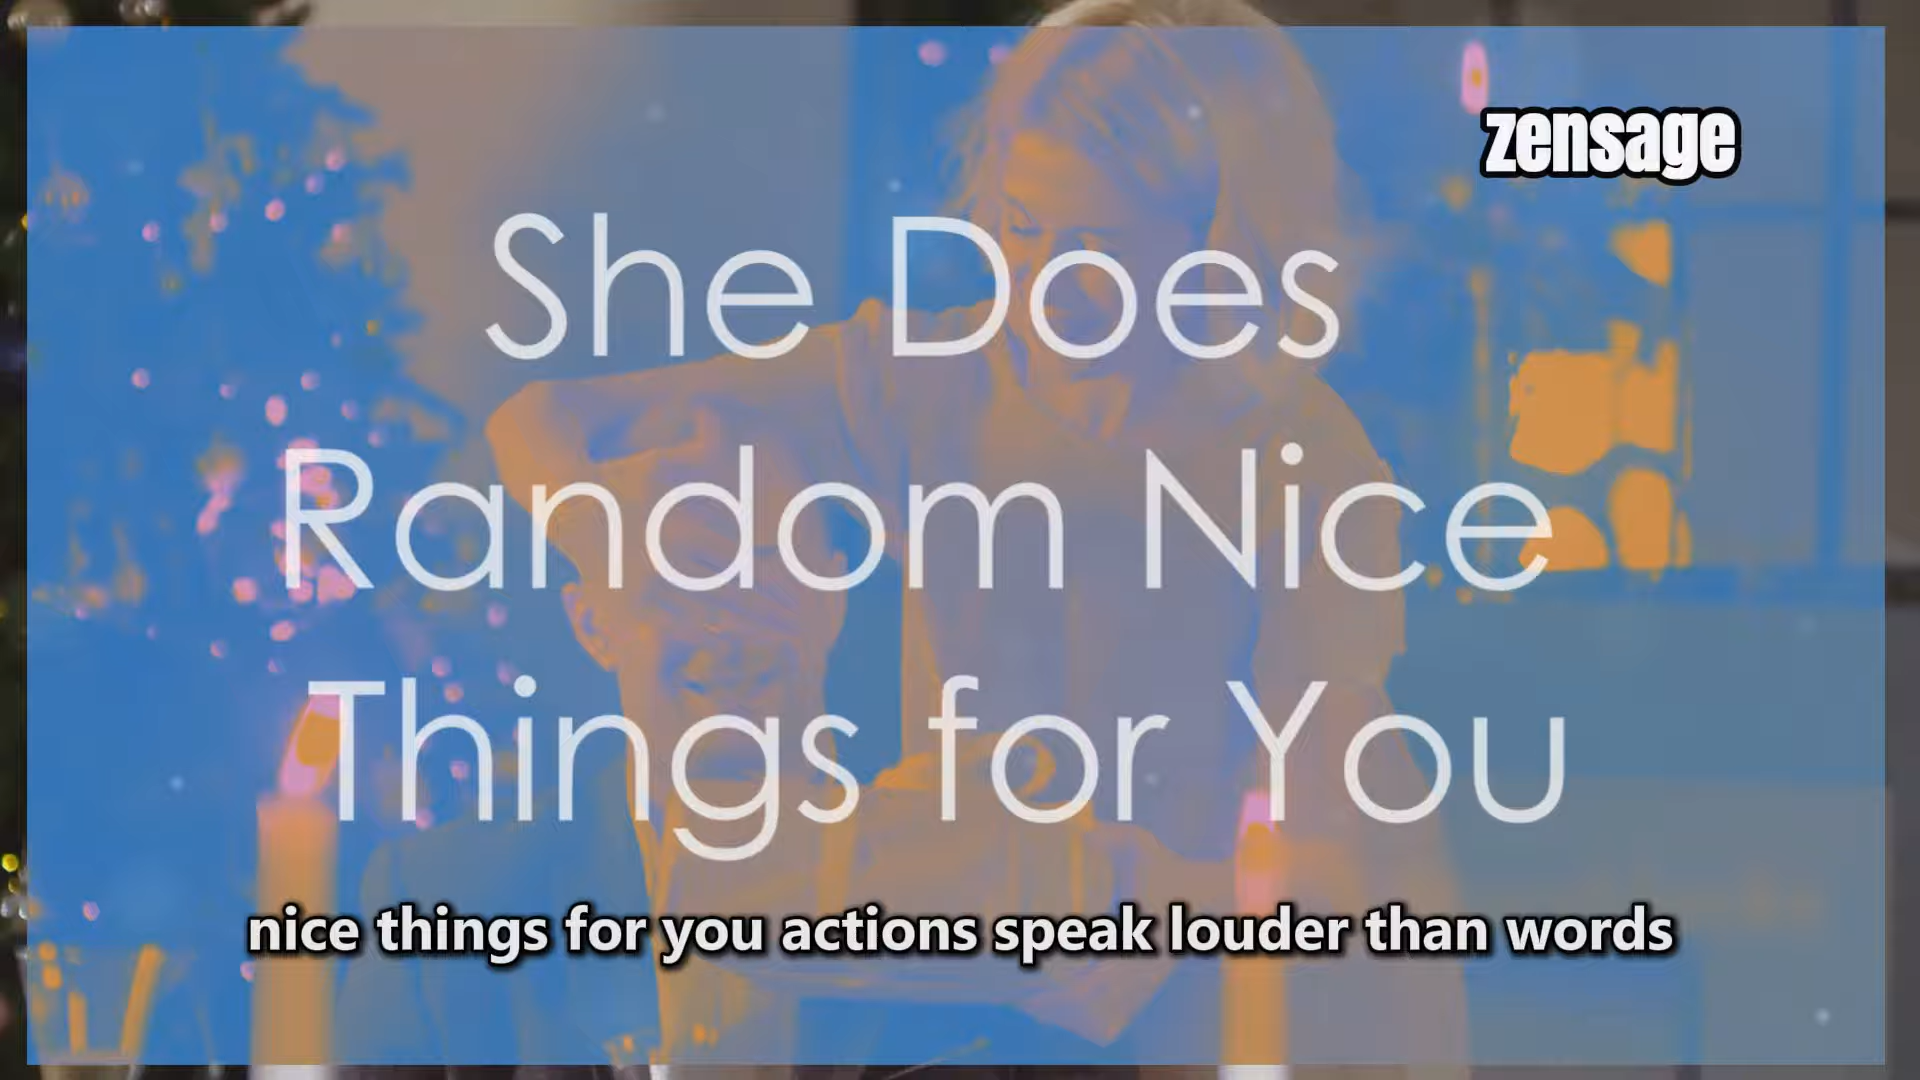 zensage
She Does
Random Nice
Things for You
nice things for you actions speak louder than words